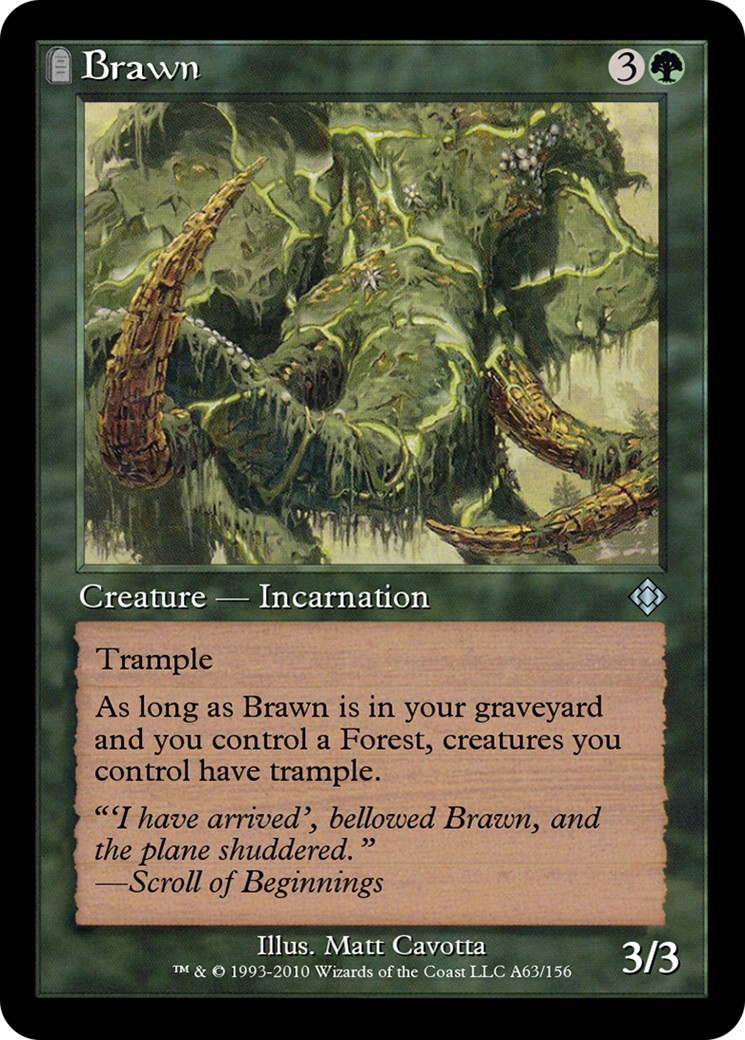 Brawn 3
Creature — Incarnation
Trample
As long as Brawn is in your graveyard
and you control a Forest, creatures you
control have trample.
“‘I have arrived’, bellowed Brawn, and
the plane shuddered.”
—Scroll of Beginnings
Illus. Matt Cavotta
™ & © 1993-2010 Wizards of the Coast LLC A63/156
3/3